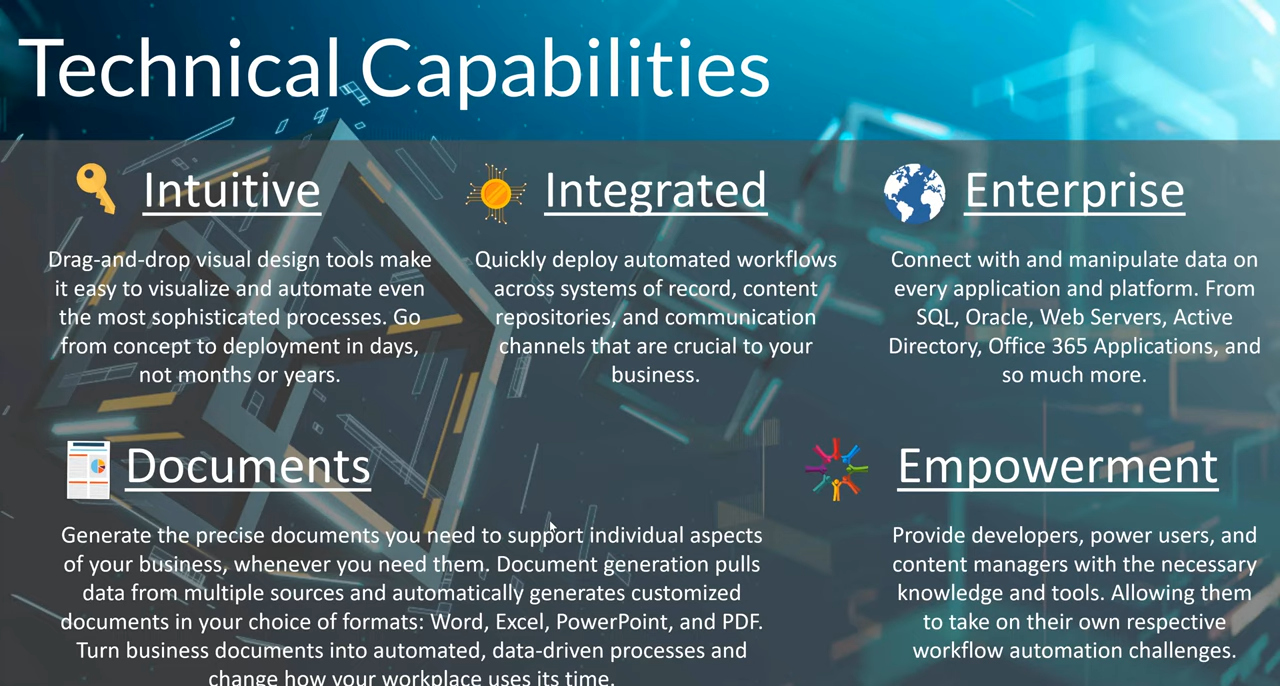 Technical Capabilities
Intuitive
Drag-and-drop visual design tools make
it easy to visualize and automate even
the most sophisticated processes. Go
from concept to deployment in days,
not months or years.
Integrated
Quickly deploy automated workflows
across systems of record, content
repositories, and communication
channels that are crucial to your
business.
Enterprise
Connect with and manipulate data on
every application and platform. From
SQL, Oracle, Web Servers, Active
Directory, Office 365 Applications, and
so much more.
Documents
Generate the precise documents you need to support individual aspects
of your business, whenever you need them. Document generation pulls
data from multiple sources and automatically generates customized
documents in your choice of formats: Word, Excel, PowerPoint, and PDF.
Turn business documents into automated, data-driven processes and
change how your workplace uses its time.
Empowerment
Provide developers, power users, and
content managers with the necessary
knowledge and tools. Allowing them
to take on their own respective
workflow automation challenges.